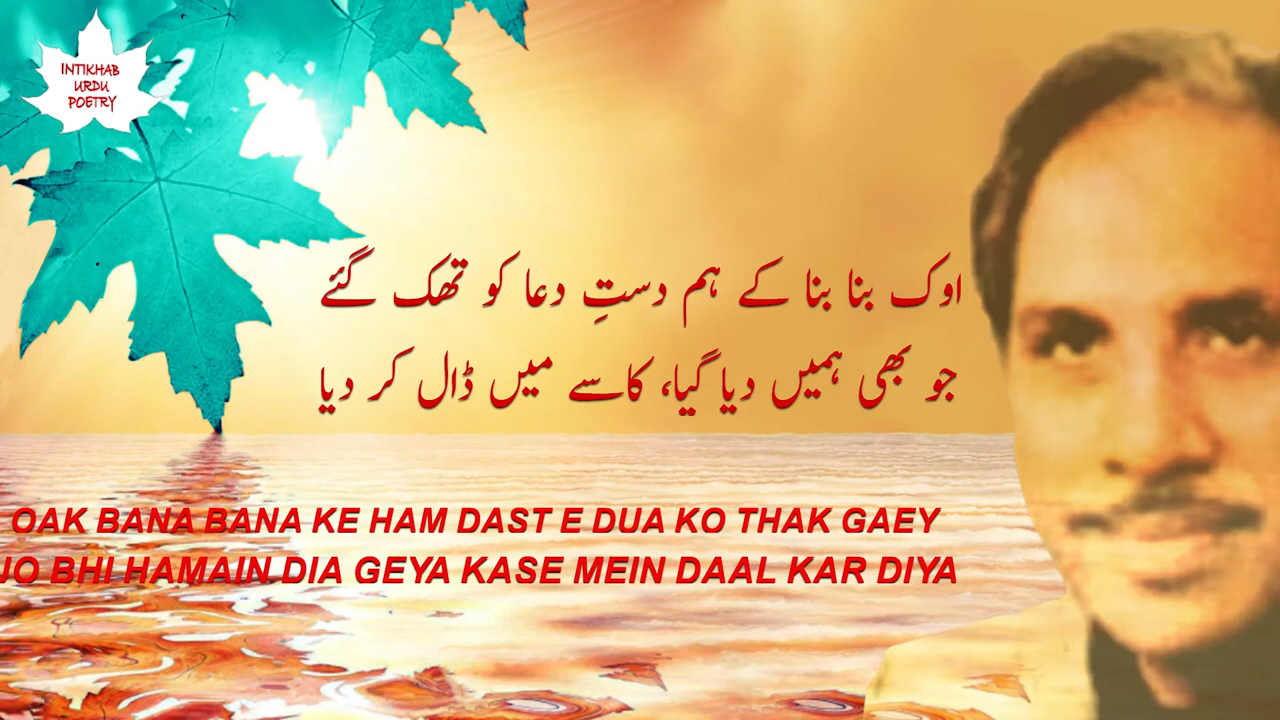 INTIKHAB
URDU
POETRY
اوک بنا بنا کے ہم دستِ دعا کو تھک گئے
جو بھی ہمیں دیا گیا، کاسے میں ڈال کر دیا
OAK BANA BANA KE HAM DAST E DUA KO THAK GAEY
JO BHI HAMAIN DIA GEYA KASE MEIN DAAL KAR DIYA